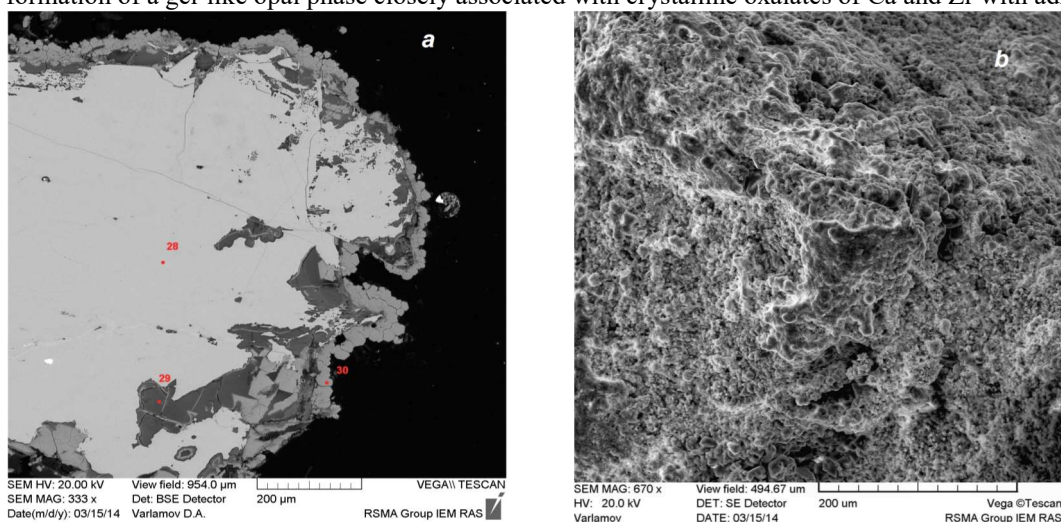 formation of a gel-like opal phase closely associated with crystalline oxalates of Ca and Zr with
a
b
28
29
30
SEM HV: 20.00 kV View field: 954.0 µm VEGA\\ TESCAN
SEM MAG: 333 x Det: BSE Detector 200 µm
Date(m/d/y): 03/15/14 Varlamov D.A. RSMA Group IEM RAS
SEM MAG: 670 x View field: 494.67 um
HV: 20.0 kV DET: SE Detector 200 um Vega ©Tescan
Varlamov DATE: 03/15/14 RSMA Group IEM RAS